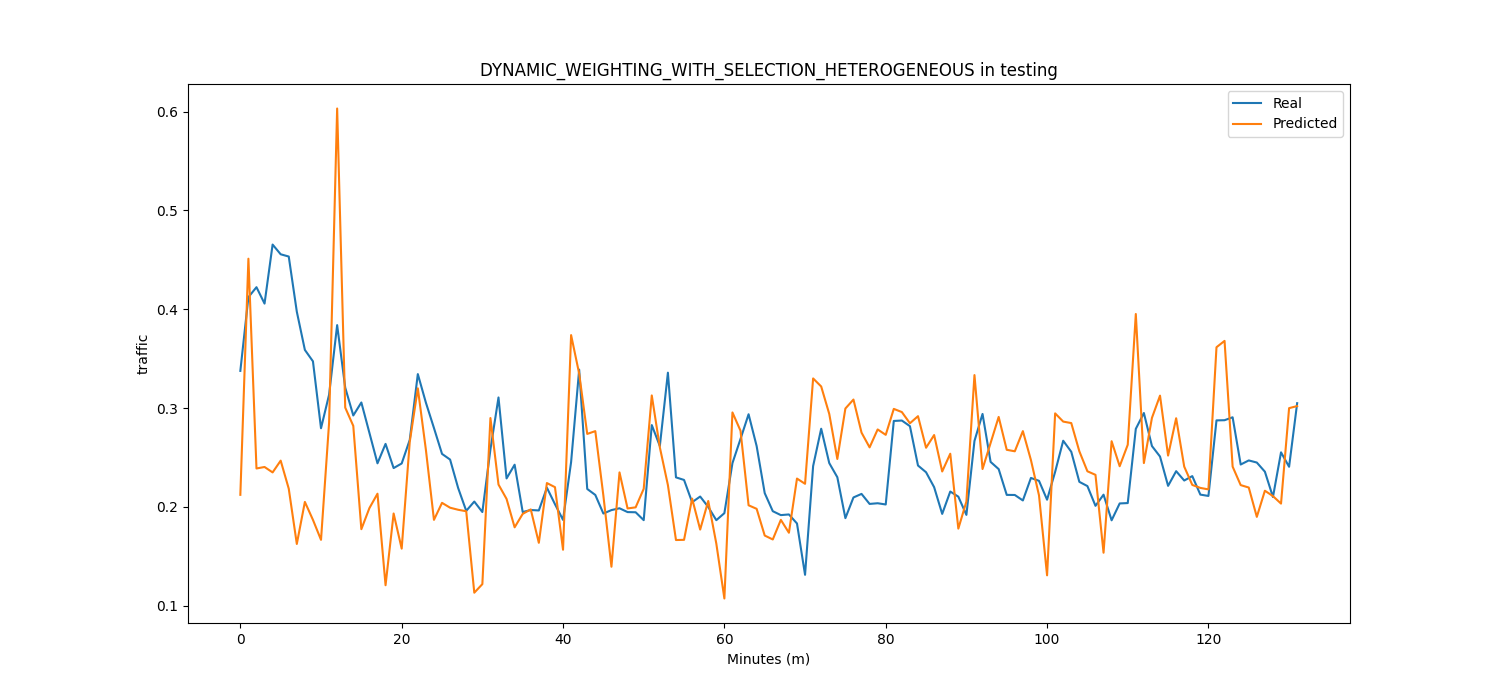 DYNAMIC_WEIGHTING_WITH_SELECTION_HETEROGENEOUS in testing
Real
Predicted
traffic
0.6
0.5
0.4
0.3
0.2
0.1
0 20 40 60 80 100 120
Minutes (m)